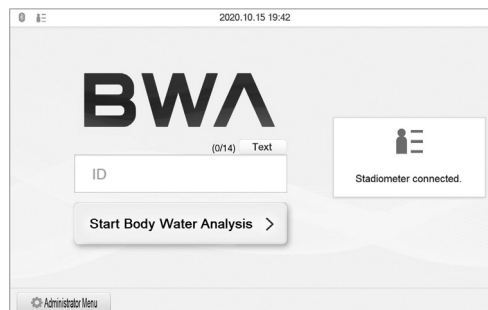 2020.10.15 19:42
BWA
(0/14) Text
ID
Stadiometer connected.
Start Body Water Analysis
Administrator Menu